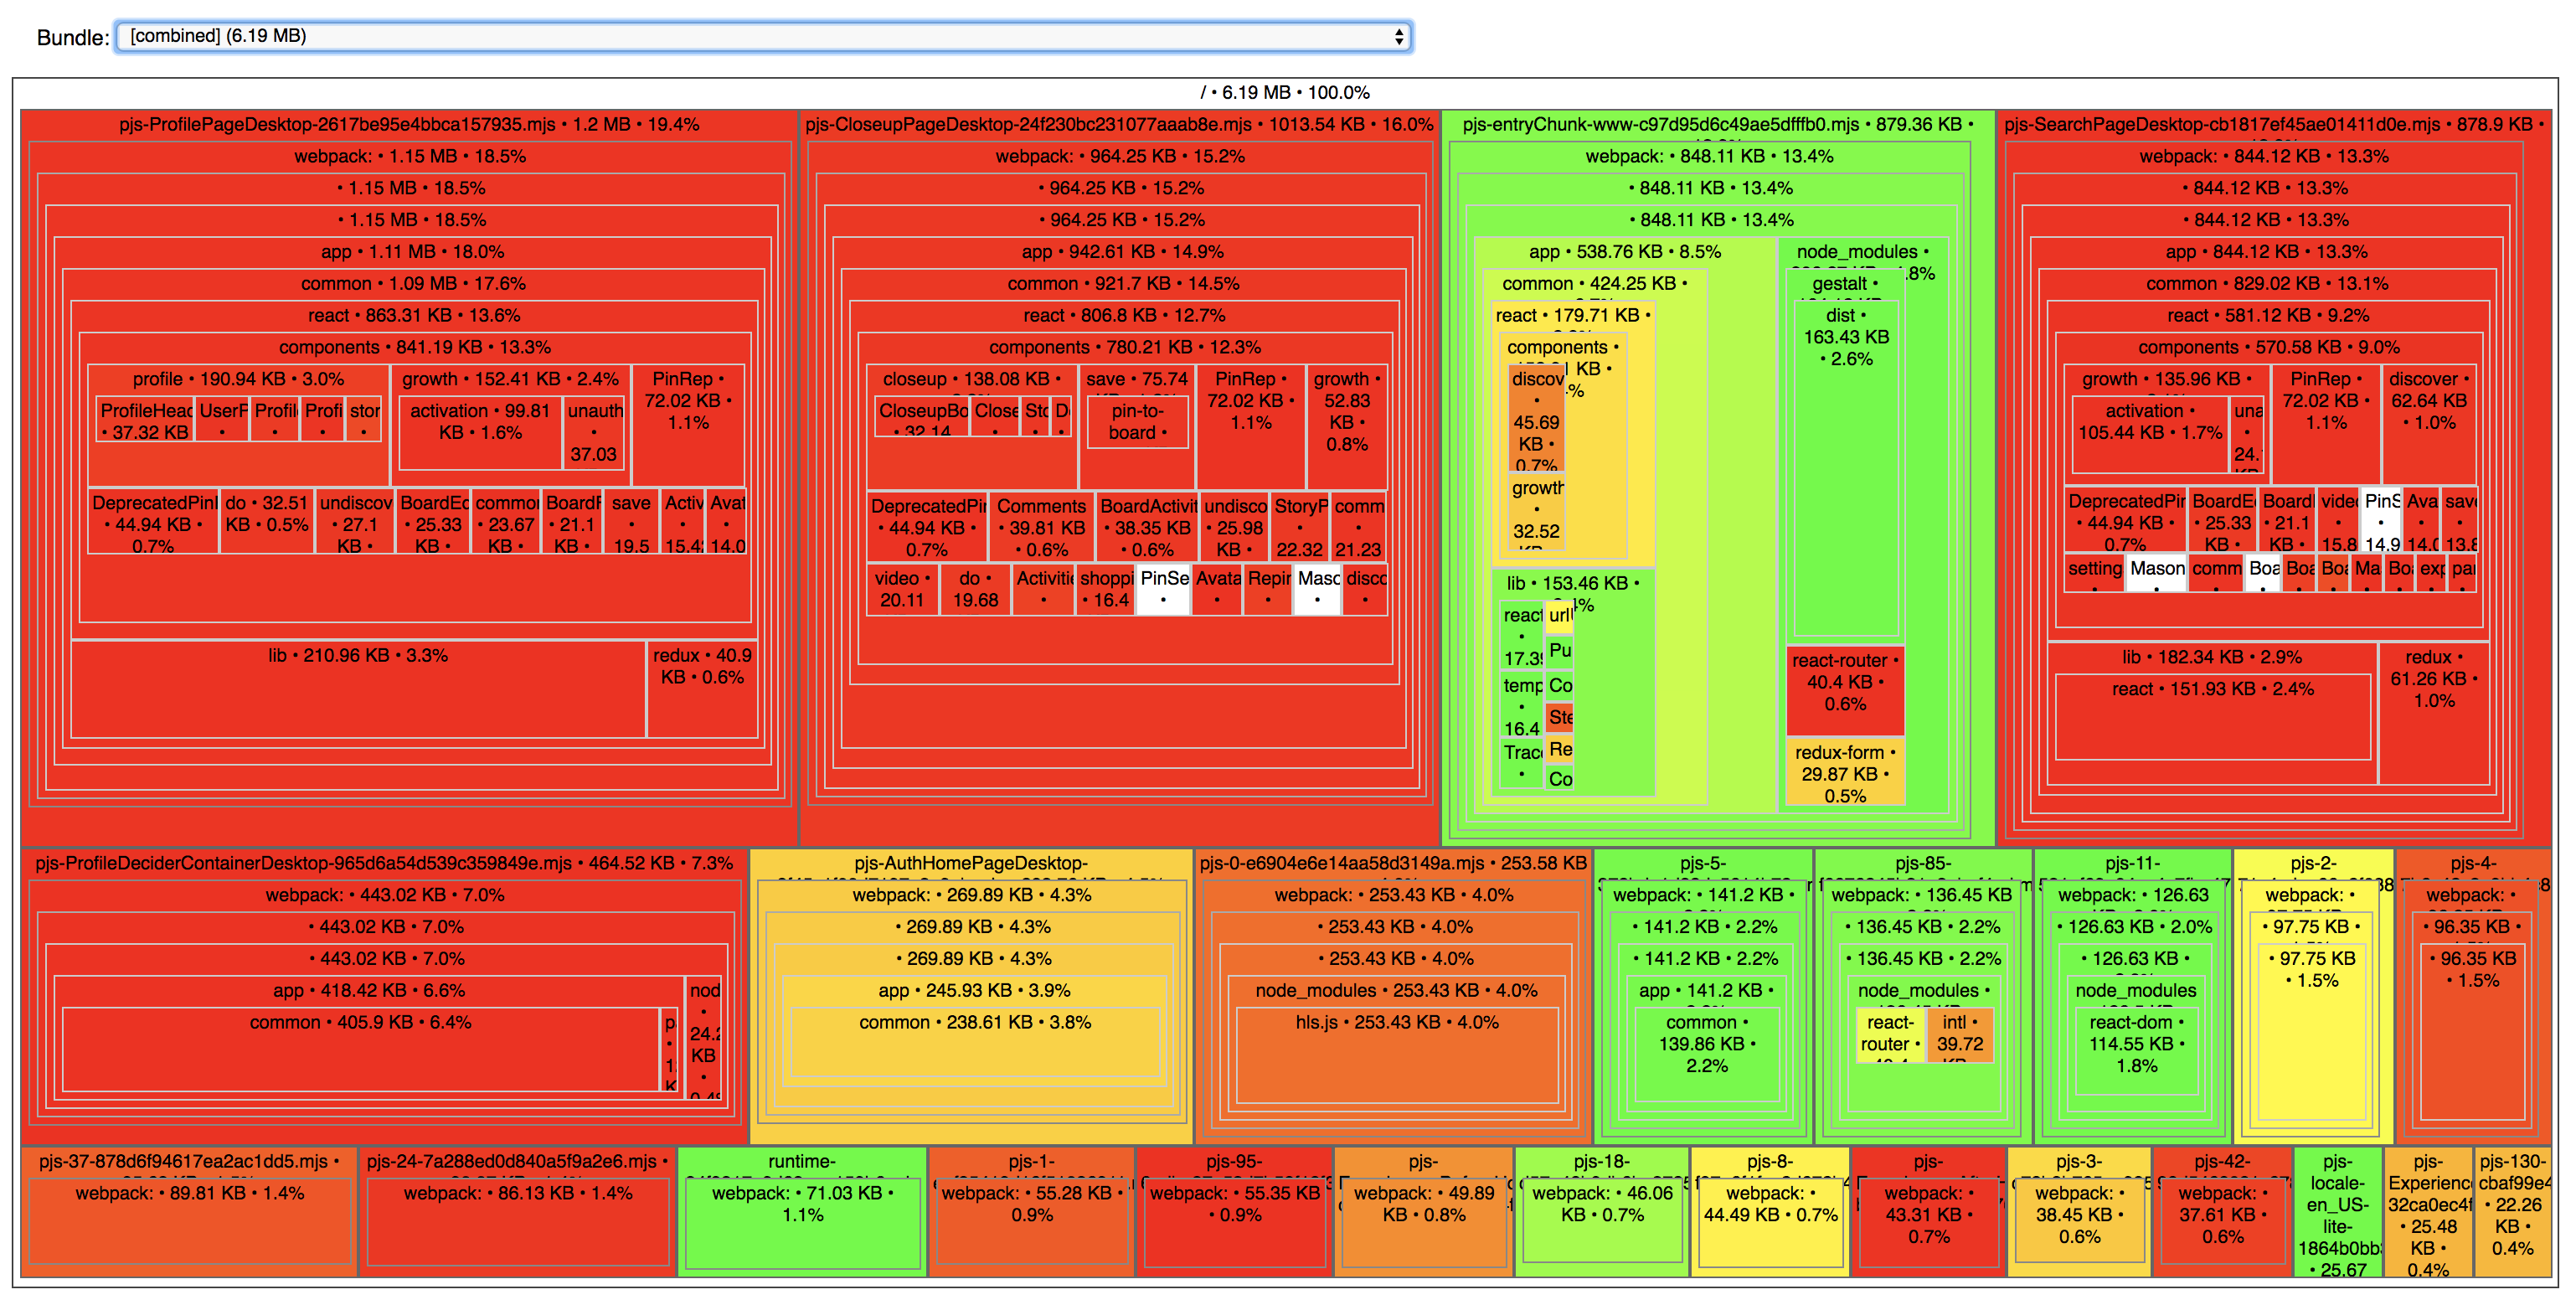 Bundle: [combined] (6.19 MB)
/ • 6.19 MB • 100.0%
pjs-ProfilePageDesktop-2617be95e4bbca157935.mjs • 1.2 MB • 19.4%
webpack: • 1.15 MB • 18.5%
• 1.15 MB • 18.5%
• 1.15 MB • 18.5%
app • 1.11 MB • 18.0%
common • 1.09 MB • 17.6%
react • 863.31 KB • 13.6%
components • 841.19 KB • 13.3%
profile • 190.94 KB • 3.0%
ProfileHeac
• 37.32 KB
UserF
Profil
•
Profi
•
stor
•
growth • 152.41 KB • 2.4%
activation • 99.81
KB • 1.6%
unauth
•
37.03
PinRep •
72.02 KB •
1.1%
DeprecatedPinI
• 44.94 KB •
0.7%
do • 32.51
KB • 0.5%
undiscov
• 27.1
KB •
BoardEc
• 25.33
KB •
common
• 23.67
KB •
BoardF
• 21.1
KB •
save
•
19.5
Activ
•
15.4
Avat
•
14.0
lib • 210.96 KB • 3.3%
redux • 40.9
KB • 0.6%
pjs-CloseupPageDesktop-24f230bc231077aaab8e.mjs • 1013.54 KB • 16.0%
webpack: • 964.25 KB • 15.2%
• 964.25 KB • 15.2%
• 964.25 KB • 15.2%
app • 942.61 KB • 14.9%
common • 921.7 KB • 14.5%
react • 806.8 KB • 12.7%
components • 780.21 KB • 12.3%
closeup • 138.08 KB •
CloseupBo
• 32.14
Close
•
Stc
•
D
•
save • 75.74
pin-to-
board •
PinRep •
72.02 KB •
1.1%
growth •
52.83
KB •
0.8%
DeprecatedPir
• 44.94 KB •
0.7%
Comments
• 39.81 KB
• 0.6%
BoardActivit
• 38.35 KB
• 0.6%
undisco
• 25.98
KB •
StoryP
•
22.32
comm
•
21.23
video •
20.11
do •
19.68
Activitie
•
shoppi
• 16.4
PinSe
•
Avata
•
Repir
•
Masc
•
disco
•
pjs-entryChunk-www-c97d95d6c49ae5dfffb0.mjs • 879.36 KB •
webpack: • 848.11 KB • 13.4%
• 848.11 KB • 13.4%
• 848.11 KB • 13.4%
app • 538.76 KB • 8.5%
common • 424.25 KB •
react • 179.71 KB •
components •
discov
•
45.69
KB •
0.7%
growth
•
32.52
lib • 153.46 KB •
react
•
17.3
temp
•
16.4
Trac
•
urlU
Pu
Co
Ste
Re
Co
node_modules •
gestalt •
dist •
163.43 KB
• 2.6%
react-router •
40.4 KB •
0.6%
redux-form •
29.87 KB •
0.5%
pjs-SearchPageDesktop-cb1817ef45ae01411d0e.mjs • 878.9 KB •
webpack: • 844.12 KB • 13.3%
• 844.12 KB • 13.3%
• 844.12 KB • 13.3%
app • 844.12 KB • 13.3%
common • 829.02 KB • 13.1%
react • 581.12 KB • 9.2%
components • 570.58 KB • 9.0%
growth • 135.96 KB •
activation •
105.44 KB • 1.7%
una
•
24.
PinRep •
72.02 KB •
1.1%
discover •
62.64 KB
• 1.0%
DeprecatedPir
• 44.94 KB •
0.7%
BoardE
• 25.33
KB •
Board
• 21.1
KB •
vide
•
15.8
PinS
•
14.9
Ava
•
14.0
sav
•
13.8
setting
•
Mason
•
comm
•
Boa
•
Boa
•
Boa
•
Ma
•
Bo
•
exp
•
pai
•
lib • 182.34 KB • 2.9%
react • 151.93 KB • 2.4%
redux •
61.26 KB •
1.0%
pjs-ProfileDeciderContainerDesktop-965d6a54d539c359849e.mjs • 464.52 KB • 7.3%
webpack: • 443.02 KB • 7.0%
• 443.02 KB • 7.0%
• 443.02 KB • 7.0%
app • 418.42 KB • 6.6%
common • 405.9 KB • 6.4%
nod
•
24.2
KB
•
pjs-AuthHomePageDesktop-
webpack: • 269.89 KB • 4.3%
• 269.89 KB • 4.3%
• 269.89 KB • 4.3%
app • 245.93 KB • 3.9%
common • 238.61 KB • 3.8%
pjs-0-e6904e6e14aa58d3149a.mjs • 253.58 KB
webpack: • 253.43 KB • 4.0%
• 253.43 KB • 4.0%
• 253.43 KB • 4.0%
node_modules • 253.43 KB • 4.0%
hls.js • 253.43 KB • 4.0%
pjs-5-
webpack: • 141.2 KB •
• 141.2 KB • 2.2%
• 141.2 KB • 2.2%
app • 141.2 KB •
common •
139.86 KB •
2.2%
pjs-85-
webpack: • 136.45 KB
• 136.45 KB • 2.2%
• 136.45 KB • 2.2%
node_modules •
react-
router •
intl •
39.72
pjs-11-
webpack: • 126.63
• 126.63 KB • 2.0%
• 126.63 KB •
node_modules
react-dom •
114.55 KB •
1.8%
pjs-2-
webpack: •
• 97.75 KB •
• 97.75 KB
• 1.5%
pjs-4-
webpack: •
• 96.35 KB •
• 96.35 KB
• 1.5%
pjs-37-878d6f94617ea2ac1dd5.mjs •
webpack: • 89.81 KB • 1.4%
pjs-24-7a288ed0d840a5f9a2e6.mjs •
webpack: • 86.13 KB • 1.4%
runtime-
webpack: • 71.03 KB •
1.1%
pjs-1-
webpack: • 55.28 KB •
0.9%
pjs-95-
webpack: • 55.35 KB
• 0.9%
pjs-
webpack: • 49.89
KB • 0.8%
pjs-18-
webpack: • 46.06
KB • 0.7%
pjs-8-
webpack: •
44.49 KB • 0.7%
pjs-
webpack: •
43.31 KB •
0.7%
pjs-3-
webpack: •
38.45 KB •
0.6%
pjs-42-
webpack: •
37.61 KB •
0.6%
pjs-
locale-
en_US-
lite-
1864b0bb
• 25.67
pjs-
Experienc
32ca0ec4f
• 25.48
KB •
0.4%
pjs-130-
cbaf99e4
• 22.26
KB •
0.4%